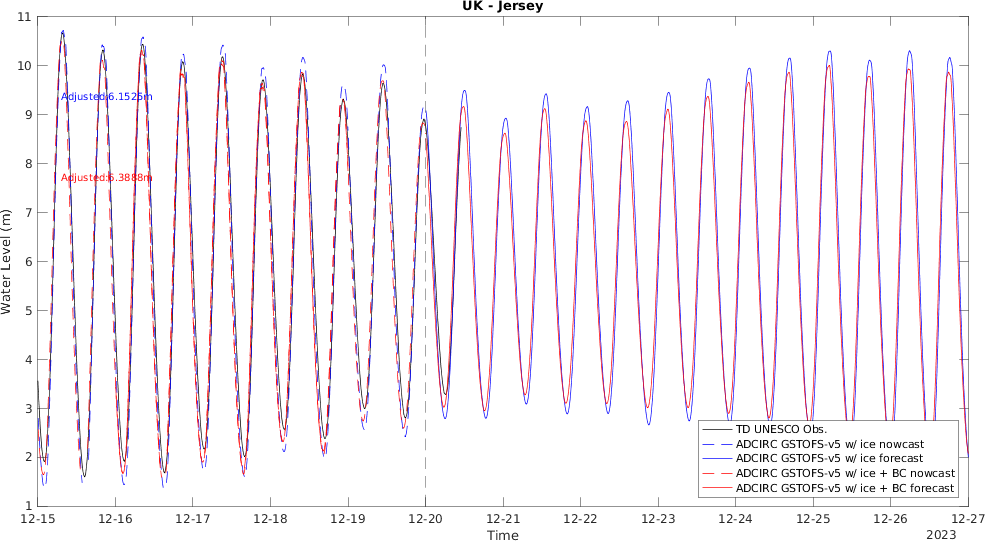 UK - Jersey
11
10
9
8
7
6
5
4
3
2
1
Water Level (m)
Adjusted:6.1525m
Adjusted:6.3888m
TD UNESCO Obs.
ADCIRC GSTOFS-v5 w/ ice nowcast
ADCIRC GSTOFS-v5 w/ ice forecast
ADCIRC GSTOFS-v5 w/ ice + BC nowcast
ADCIRC GSTOFS-v5 w/ ice + BC forecast
12-15 12-16 12-17 12-18 12-19 12-20 12-21 12-22 12-23 12-24 12-25 12-26 12-27
Time
2023